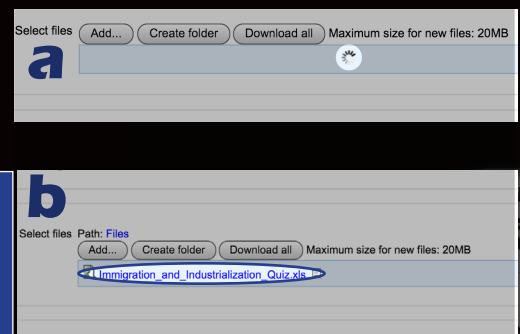 Select files Add... Create folder Download all Maximum size for new files: 20MB
a
b
Select files Path: Files
Add... Create folder Download all Maximum size for new files: 20MB
Immigration_and_Industrialization_Quiz.xls